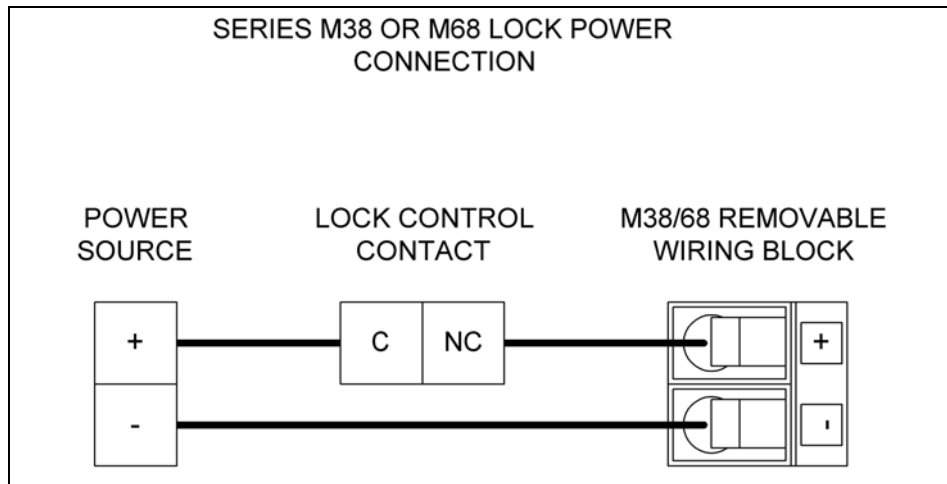 SERIES M38 OR M68 LOCK POWER
CONNECTION
POWER
SOURCE
LOCK CONTROL
CONTACT
M38/68 REMOVABLE
WIRING BLOCK
+
C
NC
+
-
-